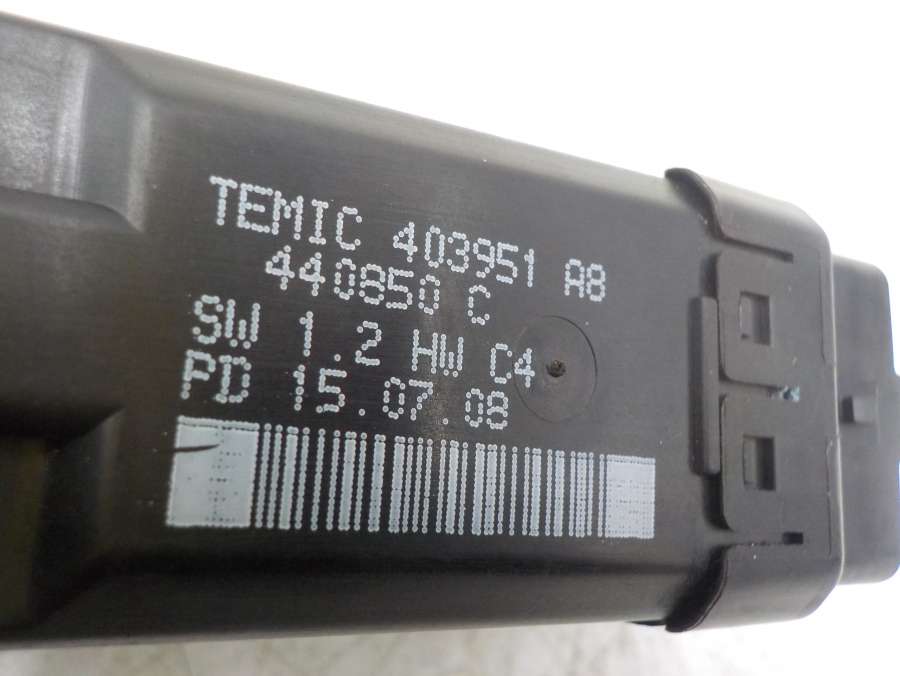 TEMIC 403951 A8
440850 C
SW 1.2 HW C4
PD 15.07.08